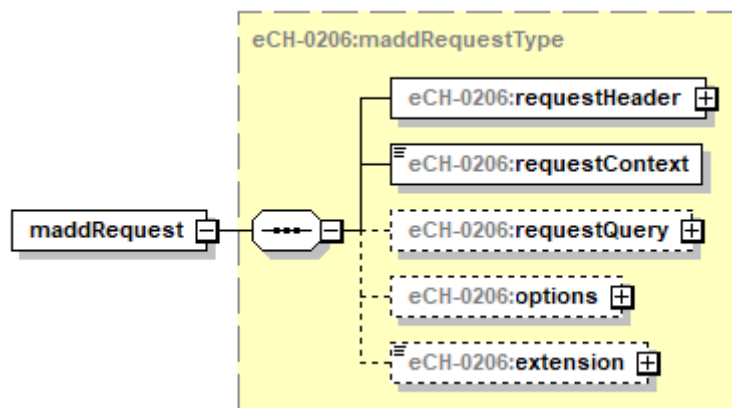 eCH-0206:maddRequestType
eCH-0206:requestHeader
eCH-0206:requestContext
maddRequest
eCH-0206:requestQuery
eCH-0206:options
eCH-0206:extension